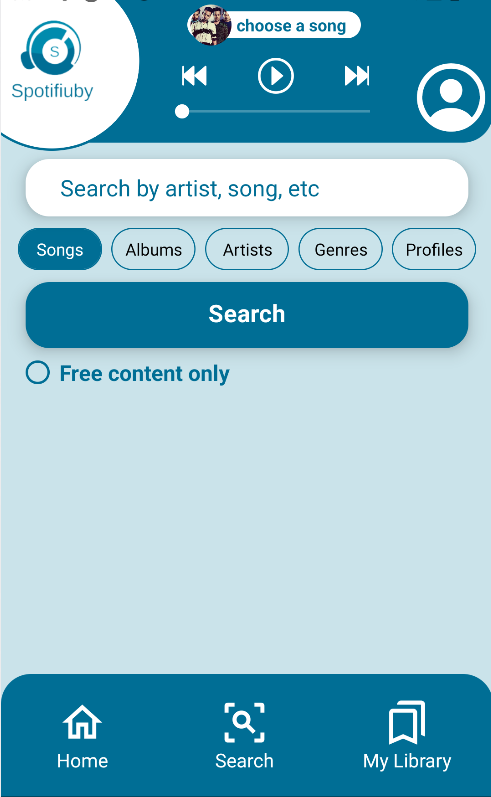 choose a song
S
Spotifiuby
Search by artist, song, etc
Songs Albums Artists Genres Profiles
Search
Free content only
Home Search My Library